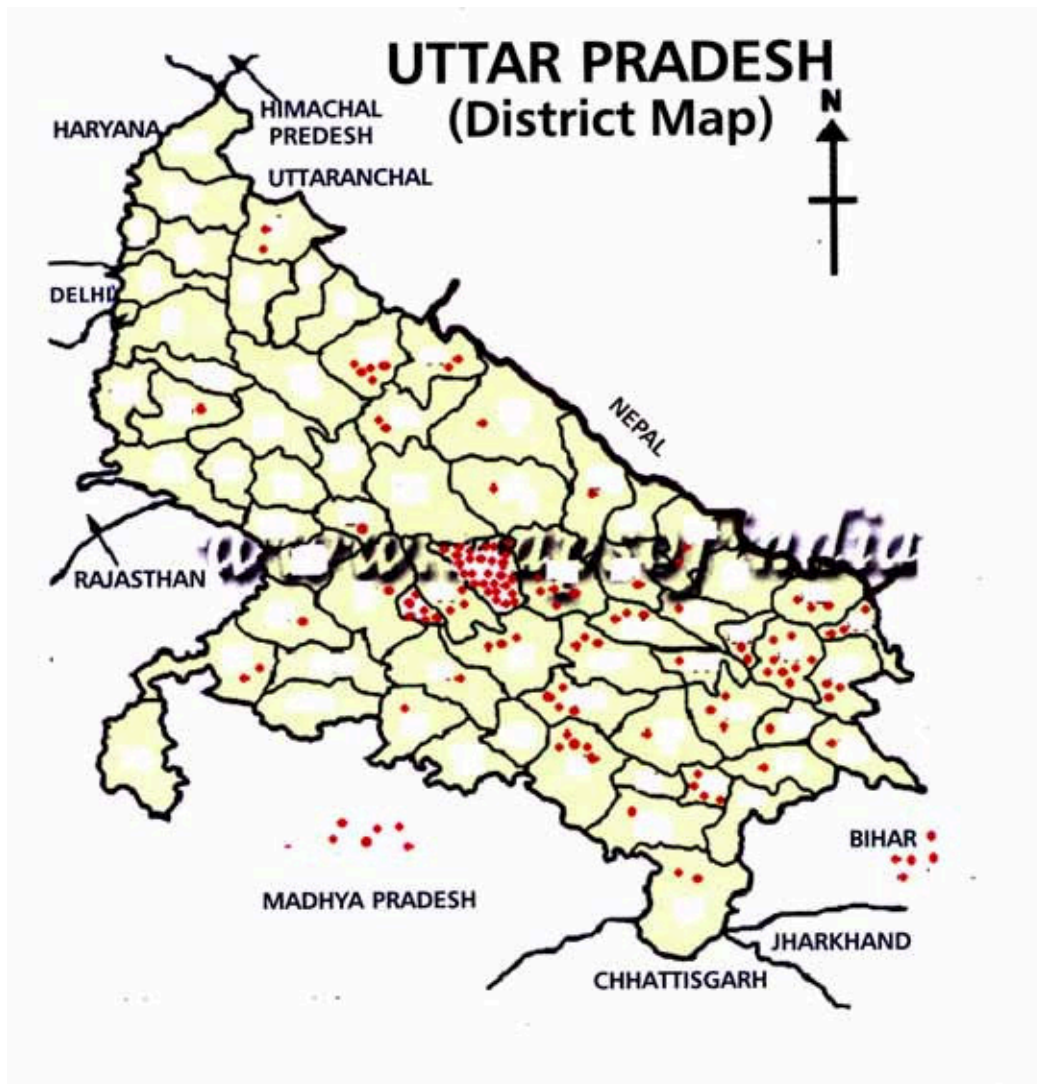 UTTAR PRADESH
(District Map)
N
HIMACHAL
PREDESH
HARYANA
UTTARANCHAL
DELHI
NEPAL
RAJASTHAN
BIHAR
MADHYA PRADESH
JHARKHAND
CHHATTISGARH